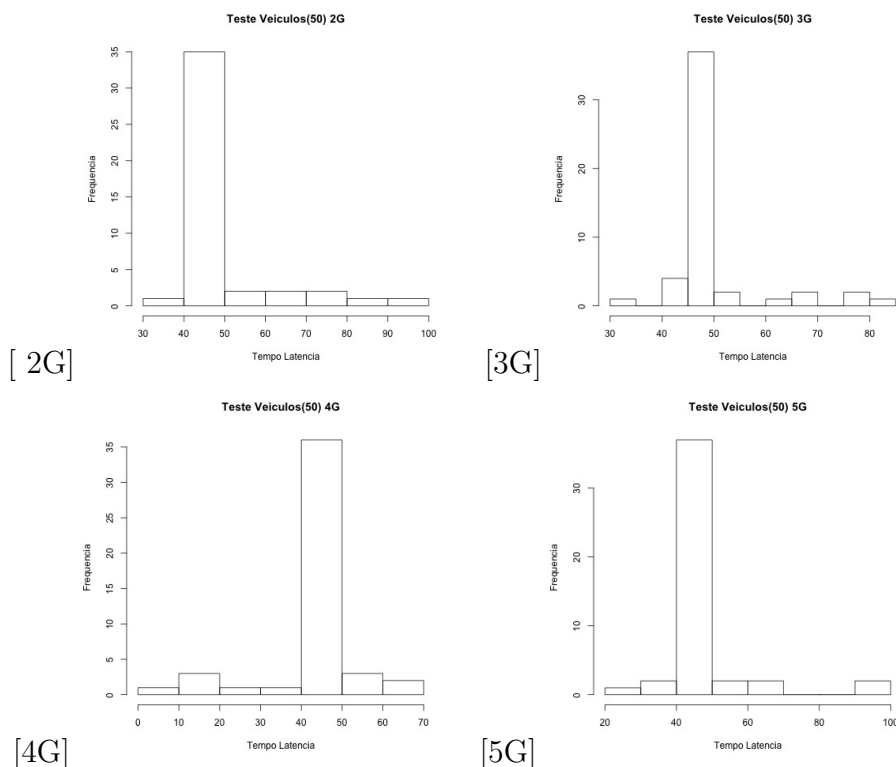 Teste Veiculos(50) 2G
Frequencia
0 5 10 15 20 25 30 35
30 40 50 60 70 80 90 100
Tempo Latencia
[ 2G]
Teste Veiculos(50) 3G
Frequencia
0 10 20 30
30 40 50 60 70 80
Tempo Latencia
[3G]
Teste Veiculos(50) 4G
Frequencia
0 5 10 15 20 25 30 35
0 10 20 30 40 50 60 70
Tempo Latencia
[4G]
Teste Veiculos(50) 5G
Frequencia
0 10 20 30
20 40 60 80 100
Tempo Latencia
[5G]